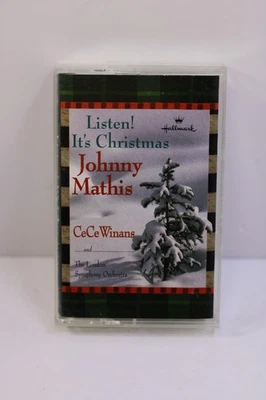 Listen!
It's Christmas
Hallmark
Johnny
Mathis
CeCe Winans
and
The London
Symphony Orchestra